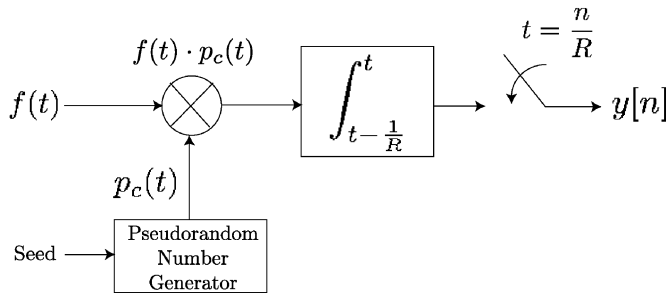 t = n/R
f(t) · p_c(t)
f(t)
∫_{t-1/R}^{t}
y[n]
p_c(t)
Seed
Pseudorandom
Number
Generator